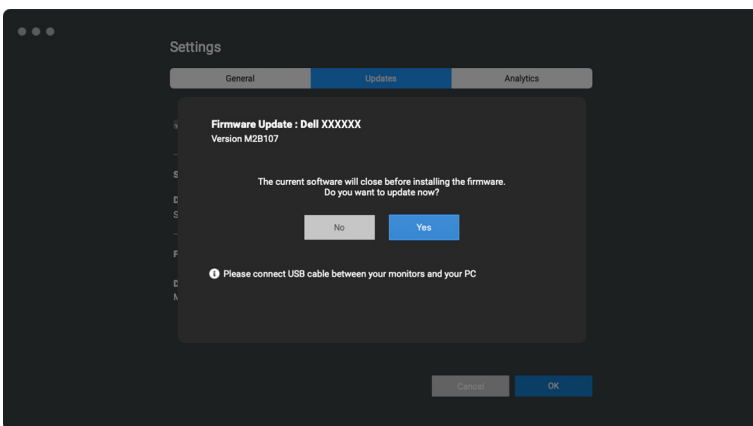 Settings
General
Updates
Analytics
Firmware Update : Dell XXXXXX
Version M2B107
The current software will close before installing the firmware.
Do you want to update now?
No
Yes
Please connect USB cable between your monitors and your PC
Cancel
OK